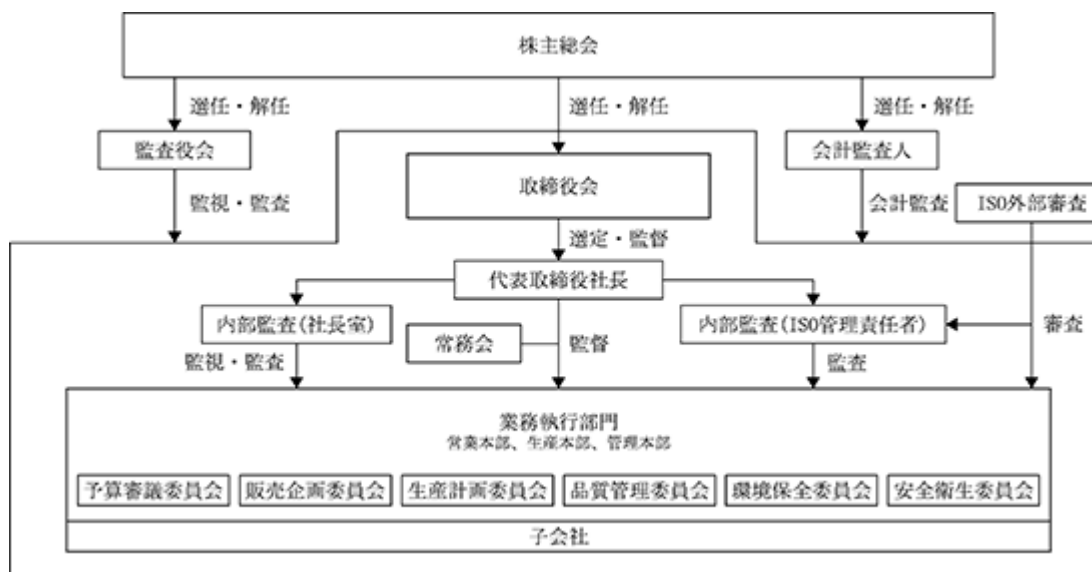 株主総会
選任・解任
選任・解任
選任・解任
監査役会
会計監査人
取締役会
監視・監査
会計監査
ISO外部審査
選定・監督
代表取締役社長
内部監査(社長室)
内部監査(ISO管理責任者)
審査
常務会
監督
監視・監査
監査
業務執行部門
営業本部、生産本部、管理本部
予算審議委員会
販売企画委員会
生産計画委員会
品質管理委員会
環境保全委員会
安全衛生委員会
子会社